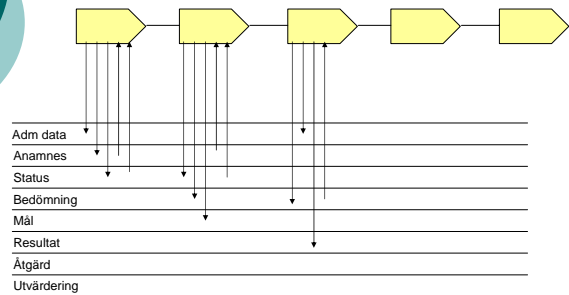 Adm data
Anamnes
Status
Bedömning
Mål
Resultat
Åtgärd
Utvärdering